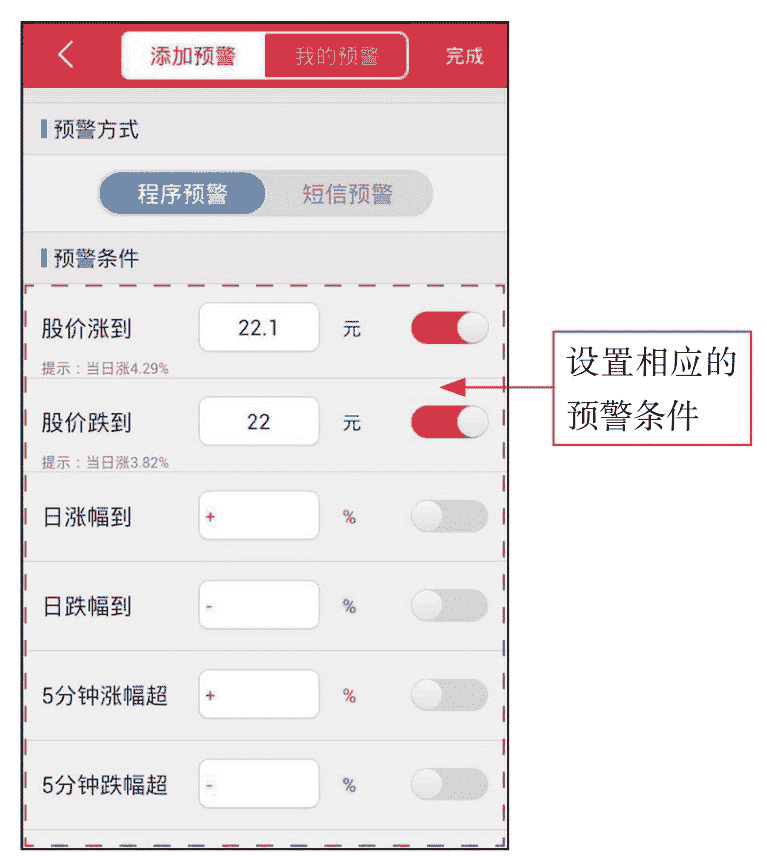 添加预警 我的预警 完成
预警方式
程序预警 短信预警
预警条件
股价涨到 22.1 元
提示：当日涨4.29%
股价跌到 22 元
提示：当日涨3.82%
日涨幅到 + %
日跌幅到 - %
5分钟涨幅超 + %
5分钟跌幅超 - %
设置相应的
预警条件